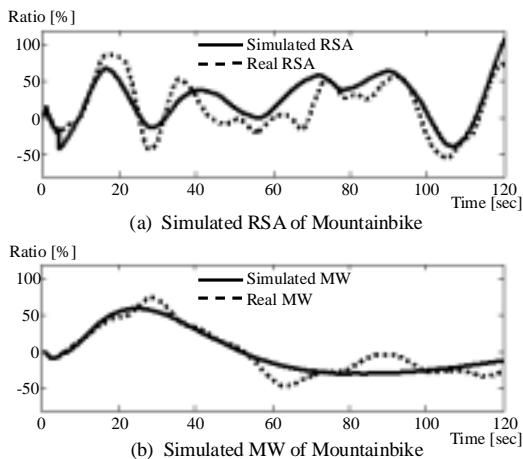 Ratio [%]
Simulated RSA
Real RSA
100
50
0
-50
0 20 40 60 80 100 120
Time [sec]
(a) Simulated RSA of Mountainbike
Ratio [%]
Simulated MW
Real MW
100
50
0
-50
0 20 40 60 80 100 120
Time [sec]
(b) Simulated MW of Mountainbike